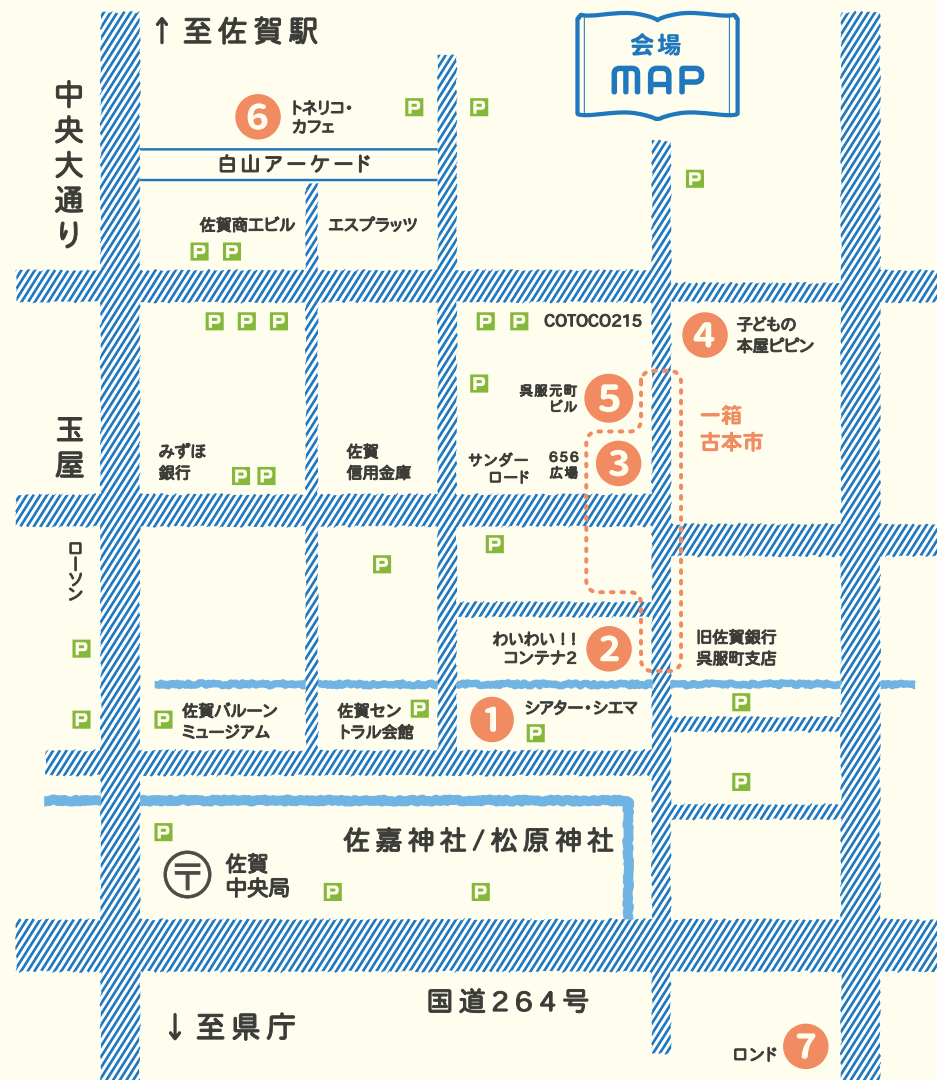 ↑至佐賀駅
会場
MAP
中央大通り
6
トネリコ・
カフェ
P
P
白山アーケード
P
佐賀商工ビル
エスプラッツ
P
P
P
P
P
P
P
COTOCO215
4
子どもの
本屋ピピン
P
呉服元町
ビル
5
一箱
古本市
玉屋
みずほ
銀行
P
P
佐賀
信用金庫
サンダー
ロード
656
広場
3
ローソン
P
P
P
わいわい!!
コンテナ2
2
旧佐賀銀行
呉服町支店
P
P
佐賀バルーン
ミュージアム
佐賀セン
トラル会館
P
1
シアター・シエマ
P
P
P
P
〒
佐賀
中央局
佐嘉神社/松原神社
P
P
国道264号
↓至県庁
ロンド
7